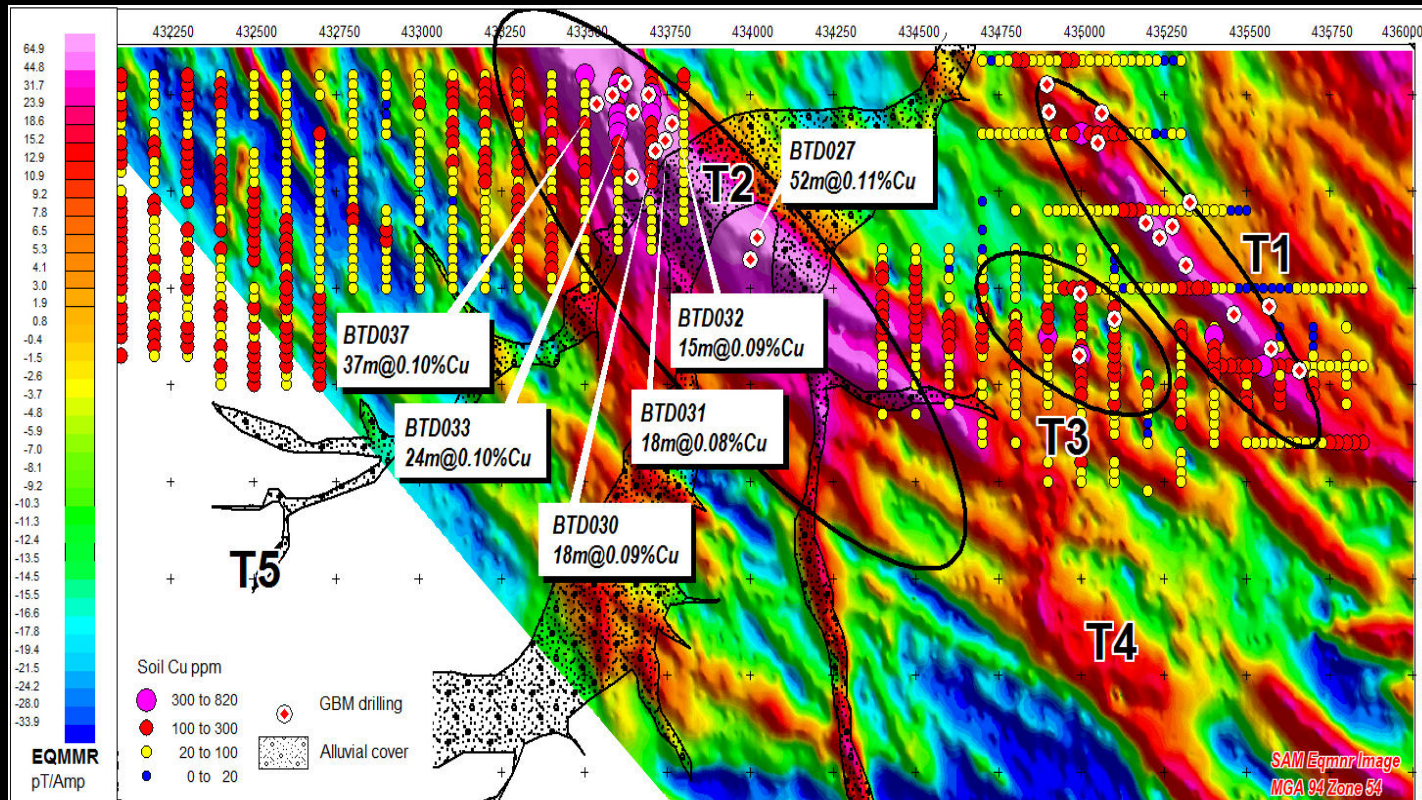 432250 432500 432750 433000 433250 433500 433750 434000 434250 434500 434750 435000 435250 435500 435750 436000
64.9
44.8
31.7
23.9
18.6
15.2
12.9
10.9
9.2
7.8
6.5
5.3
4.1
3.0
1.9
0.8
-0.4
-1.5
-2.6
-3.7
-4.8
-5.9
-7.0
-8.1
-9.2
-10.3
-11.3
-12.4
-13.5
-14.5
-15.5
-16.6
-17.8
-19.4
-21.5
-24.2
-28.0
-33.9
EQMMR
pT/Amp
BTD027
52m@0.11%Cu
T2
T1
BTD032
15m@0.09%Cu
BTD037
37m@0.10%Cu
BTD031
18m@0.08%Cu
BTD033
24m@0.10%Cu
T3
BTD030
18m@0.09%Cu
T5
T4
Soil Cu ppm
300 to 820
100 to 300
20 to 100
0 to 20
GBM drilling
Alluvial cover
SAM Eqmmr Image
MGA 94 Zone 54